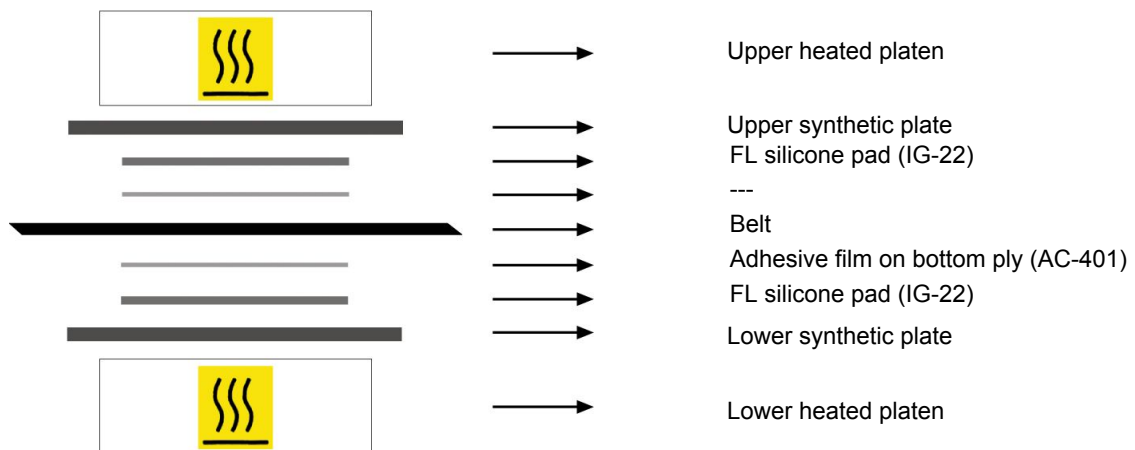 Upper heated platen
Upper synthetic plate
FL silicone pad (IG-22)
---
Belt
Adhesive film on bottom ply (AC-401)
FL silicone pad (IG-22)
Lower synthetic plate
Lower heated platen